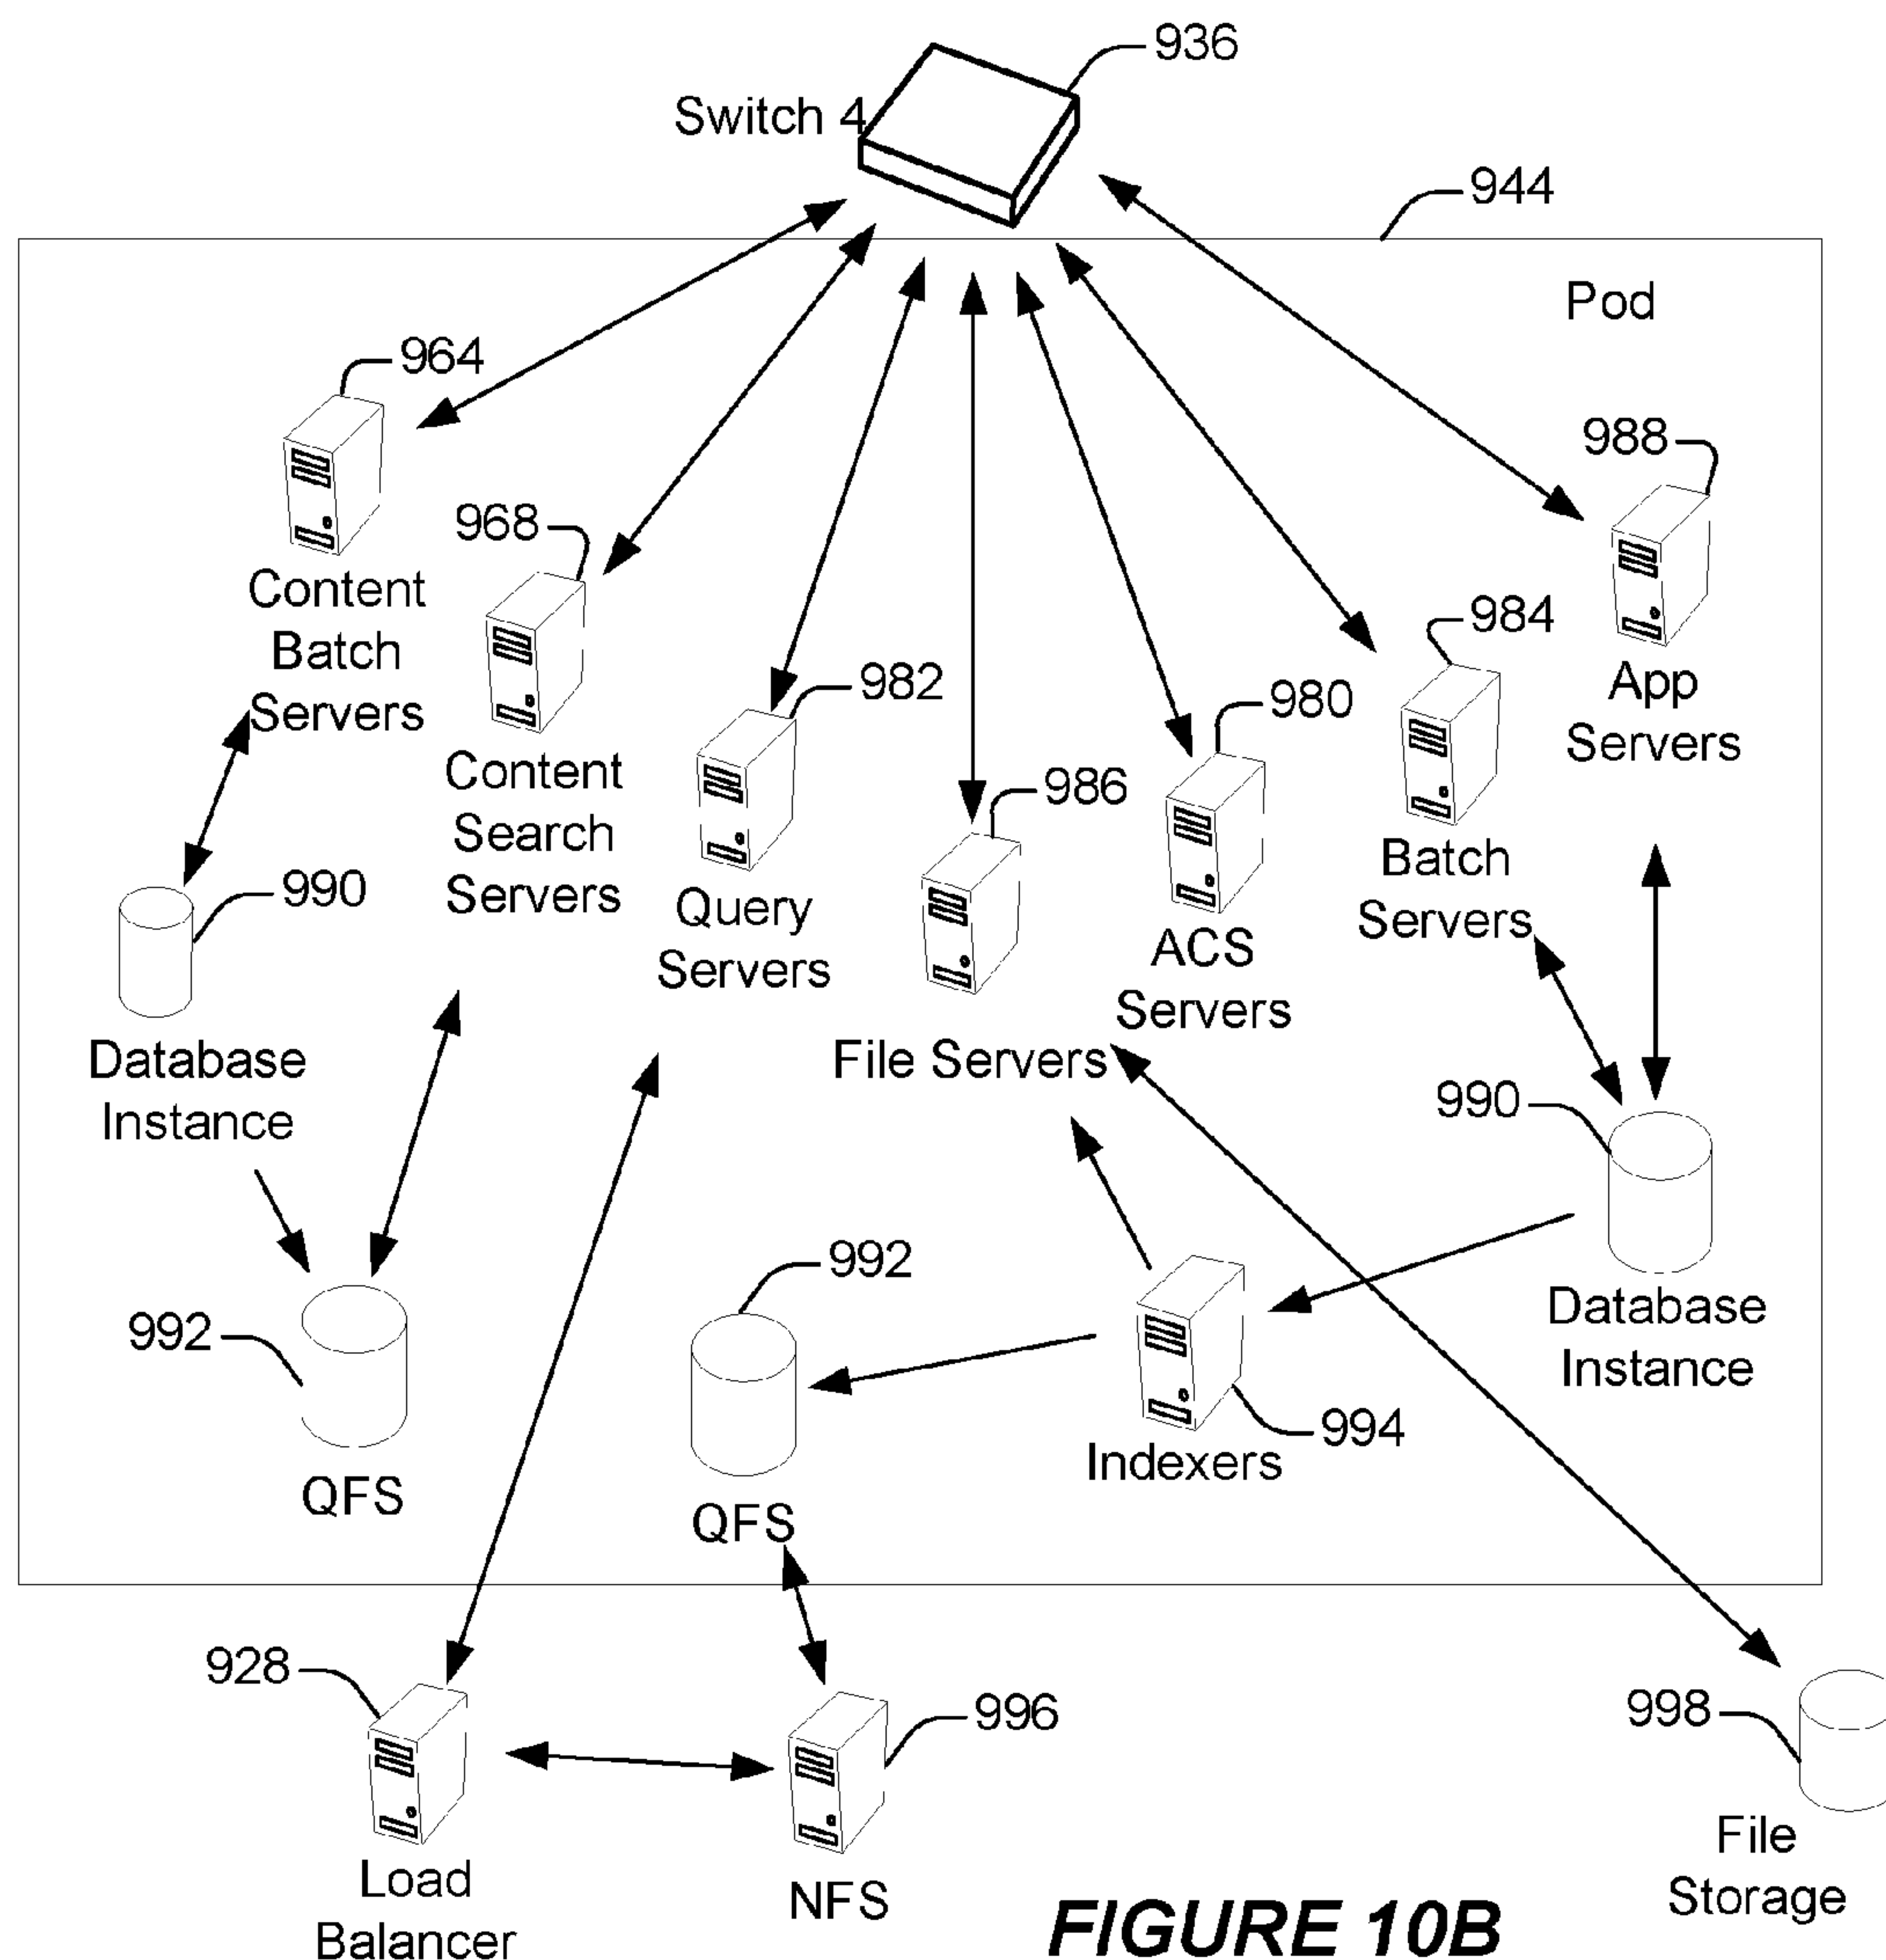 936
Switch 4
944
Pod
964
988
968
Content
Batch
Servers
984
982
980
App
Servers
Content
Search
Servers
986
Batch
Servers
990
Query
Servers
ACS
Servers
Database
Instance
File Servers
990
992
992
Database
Instance
994
Indexers
QFS
QFS
928
996
998
Load
Balancer
NFS
File
Storage
FIGURE 10B